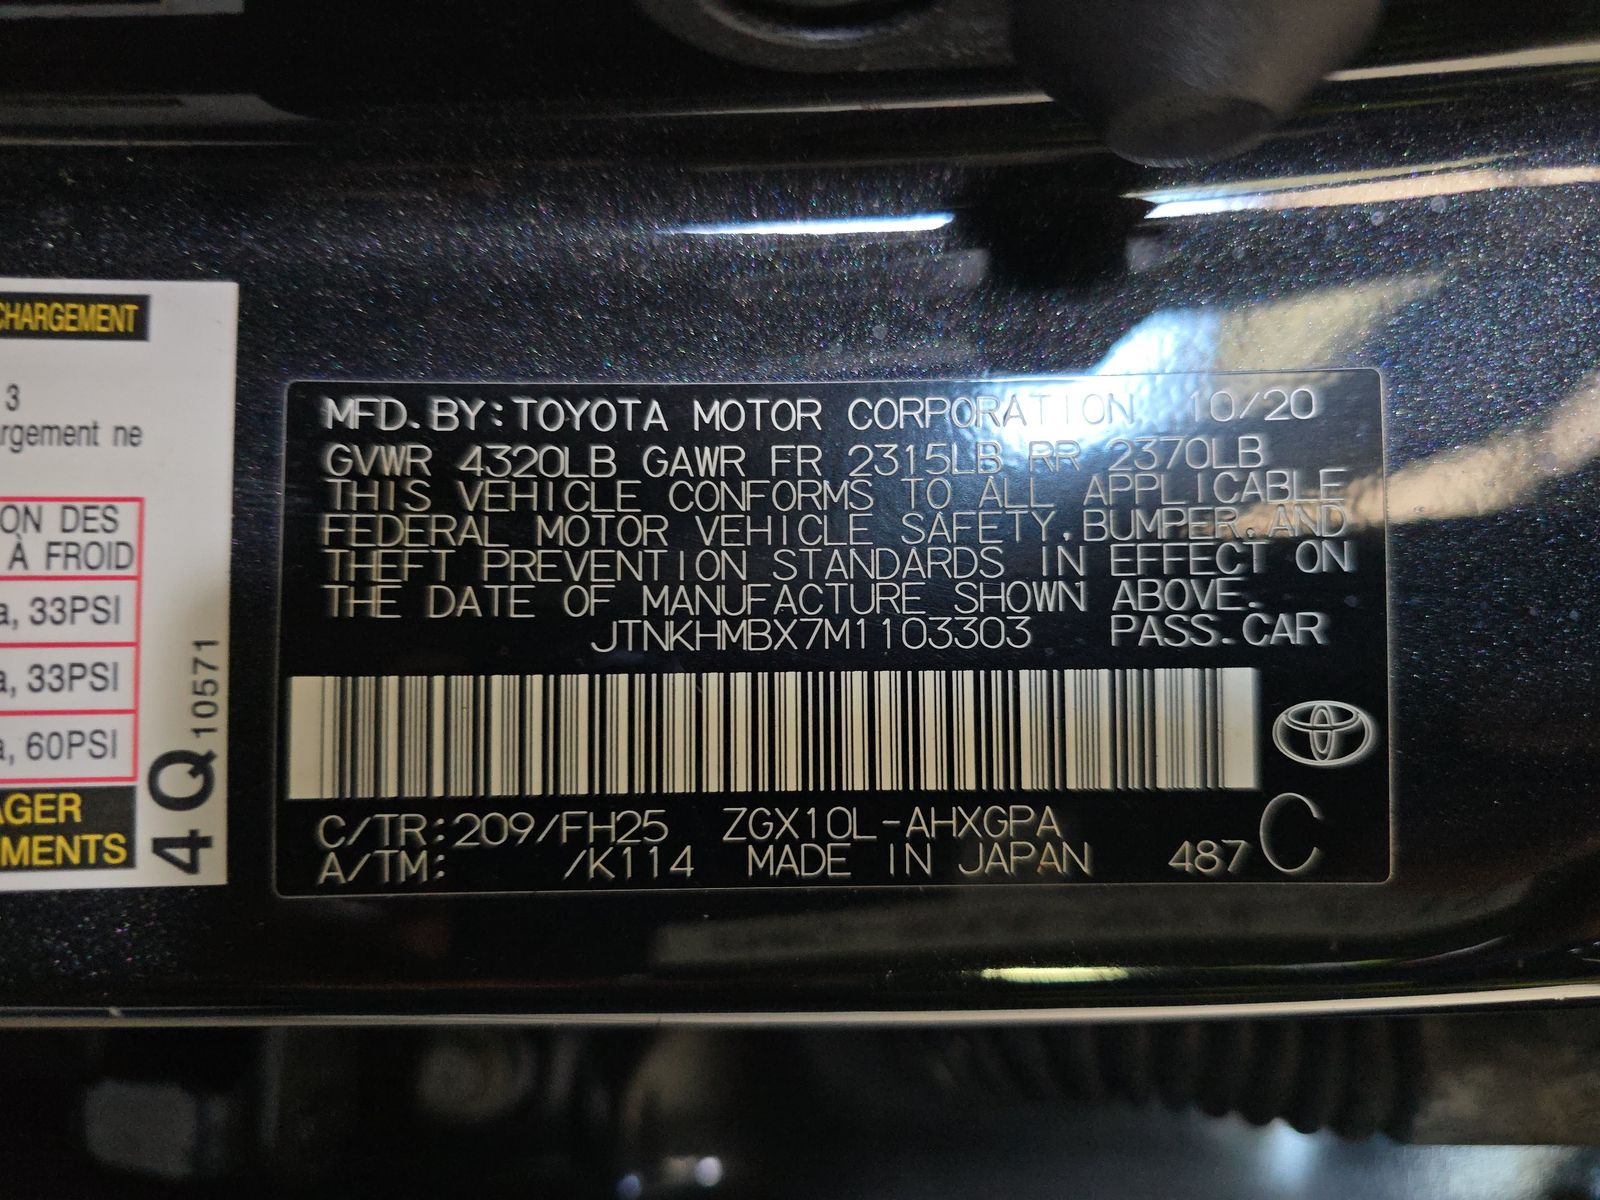 CHARGEMENT
3
rgement ne
ON DES
À FROID
a, 33PSI
a, 33PSI
a, 60PSI
AGER
MENTS
4Q 10571
MFD.BY:TOYOTA MOTOR CORPORATION 10/20
GVWR 4320LB GAWR FR 2315LB RR 2370LB
THIS VEHICLE CONFORMS TO ALL APPLICABLE
FEDERAL MOTOR VEHICLE SAFETY,BUMPER,AND
THEFT PREVENTION STANDARDS IN EFFECT ON
THE DATE OF MANUFACTURE SHOWN ABOVE.
JTNKHMBX7M1103303 PASS.CAR
C/TR:209/FH25 ZGX10L-AHXGPA
A/TM: /K114 MADE IN JAPAN 487 C